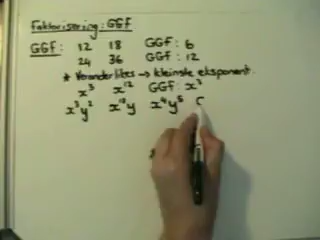 Faktorisering: GGF
GGF: 12 18 GGF: 6
24 36 GGF: 12
* Veranderlikes → kleinste eksponent.
x³ x¹² GGF: x³
x³y² x¹⁰y x⁴y⁵ G